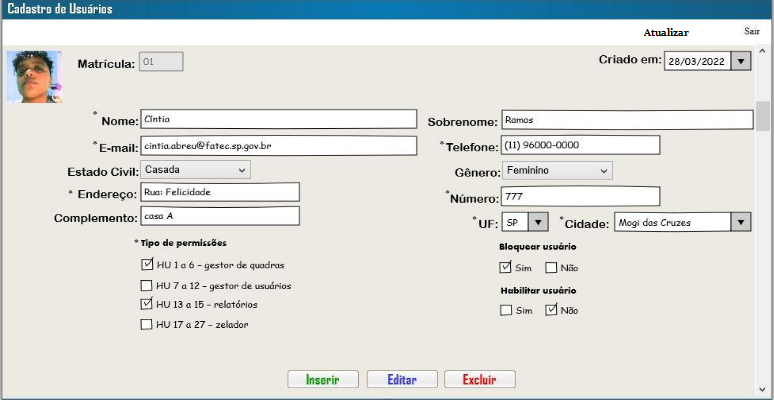 Cadastro de Usuários
Atualizar Sair
Matrícula: 01 Criado em: 28/03/2022
* Nome: Cíntia Sobrenome: Ramos
* E-mail: cintia.abreu@fatec.sp.gov.br * Telefone: (11) 96000-0000
Estado Civil: Casada Gênero: Feminino
* Endereço: Rua: Felicidade * Número: 777
Complemento: casa A * UF: SP * Cidade: Mogi das Cruzes
* Tipo de permissões Bloquear usuário
HU 1 a 6 – gestor de quadras Sim Não
HU 7 a 12 – gestor de usuários Habilitar usuário
HU 13 a 15 – relatórios Sim Não
HU 17 a 27 – zelador
Inserir Editar Excluir